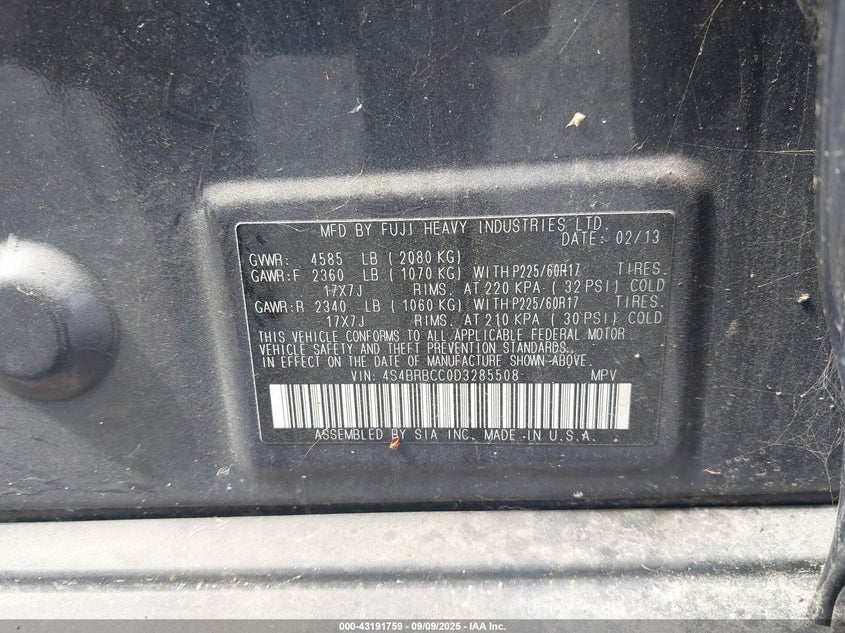 MFD BY FUJI HEAVY INDUSTRIES LTD.
DATE: 02/13
GVWR: 4585 LB (2080 KG)
GAWR:F 2360 LB (1070 KG) WITH P225/60R17 TIRES.
17X7J RIMS. AT 220 KPA (32 PSI) COLD
GAWR:R 2340 LB (1060 KG) WITH P225/60R17 TIRES.
17X7J RIMS. AT 210 KPA (30 PSI) COLD
THIS VEHICLE CONFORMS TO ALL APPLICABLE FEDERAL MOTOR
VEHICLE SAFETY AND THEFT PREVENTION STANDARDS.
IN EFFECT ON THE DATE OF MANUFACTURE SHOWN ABOVE.
VIN: 4S4BRBCC0D3285508 MPV
ASSEMBLED BY SIA INC. MADE IN U.S.A.
000-43191759 - 09/09/2025 - IAA Inc.